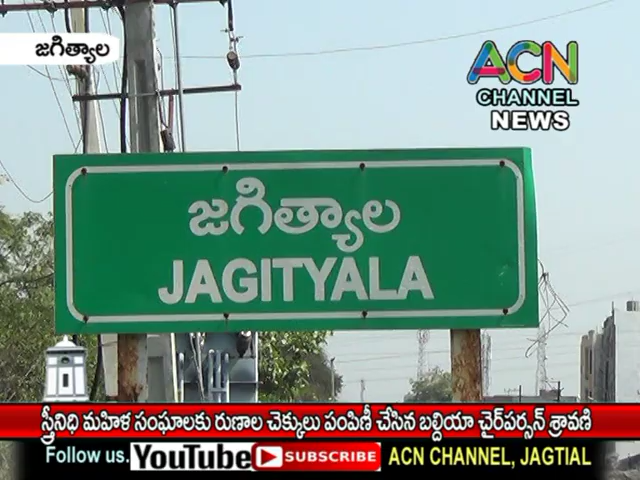 జగిత్యాల
ACN
CHANNEL
NEWS
జగిత్యాల
JAGITYALA
స్త్రీనిధి మహిళ సంఘాలకు రుణాల చెక్కులు పంపిణీ చేసిన బల్దియా చైర్‌పర్సన్ శ్రావణి
Follow us. YouTube SUBSCRIBE ACN CHANNEL, JAGTIAL